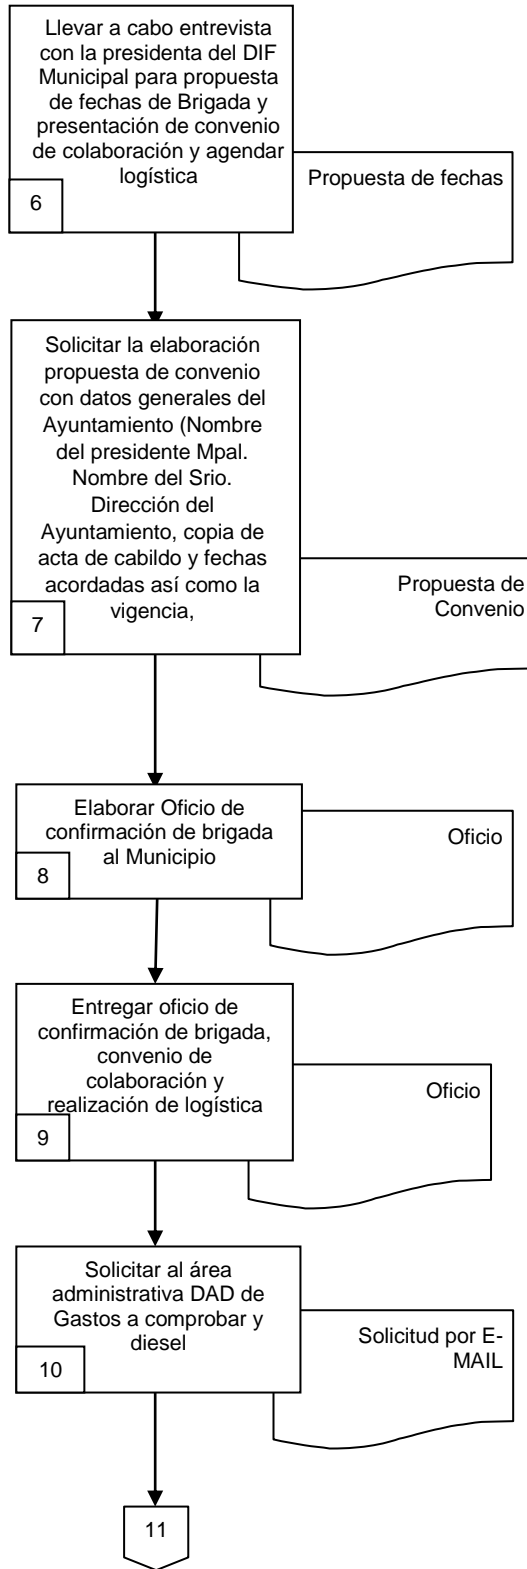 Llevar a cabo entrevista
con la presidenta del DIF
Municipal para propuesta
de fechas de Brigada y
presentación de convenio
de colaboración y agendar
logística
6
Propuesta de fechas
Solicitar la elaboración
propuesta de convenio
con datos generales del
Ayuntamiento (Nombre
del presidente Mpal.
Nombre del Srio.
Dirección del
Ayuntamiento, copia de
acta de cabildo y fechas
acordadas así como la
vigencia,
7
Propuesta de
Convenio
Elaborar Oficio de
confirmación de brigada
al Municipio
8
Oficio
Entregar oficio de
confirmación de brigada,
convenio de
colaboración y
realización de logística
9
Oficio
Solicitar al área
administrativa DAD de
Gastos a comprobar y
diesel
10
Solicitud por E-
MAIL
11